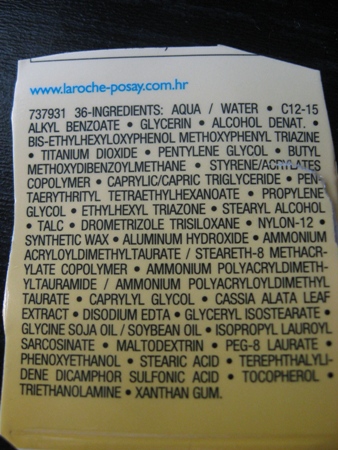 www.laroche-posay.com.hr
737931 36-INGREDIENTS: AQUA / WATER • C12-15
ALKYL BENZOATE • GLYCERIN • ALCOHOL DENAT. •
BIS-ETHYLHEXYLOXYPHENOL METHOXYPHENYL TRIAZINE
• TITANIUM DIOXIDE • PENTYLENE GLYCOL • BUTYL
METHOXYDIBENZOYLMETHANE • STYRENE/ACRYLATES
COPOLYMER • CAPRYLIC/CAPRIC TRIGLYCERIDE • PEN-
TAERYTHRITYL TETRAETHYLHEXANOATE • PROPYLENE
GLYCOL • ETHYLHEXYL TRIAZONE • STEARYL ALCOHOL
• TALC • DROMETRIZOLE TRISILOXANE • NYLON-12 •
SYNTHETIC WAX • ALUMINUM HYDROXIDE • AMMONIUM
ACRYLOYLDIMETHYLTAURATE / STEARETH-8 METHACR-
YLATE COPOLYMER • AMMONIUM POLYACRYLDIMETH-
YLTAURAMIDE / AMMONIUM POLYACRYLOYLDIMETHYL
TAURATE • CAPRYLYL GLYCOL • CASSIA ALATA LEAF
EXTRACT • DISODIUM EDTA • GLYCERYL ISOSTEARATE •
GLYCINE SOJA OIL / SOYBEAN OIL • ISOPROPYL LAUROYL
SARCOSINATE • MALTODEXTRIN • PEG-8 LAURATE •
PHENOXYETHANOL • STEARIC ACID • TEREPHTHALYLI-
DENE DICAMPHOR SULFONIC ACID • TOCOPHEROL •
TRIETHANOLAMINE • XANTHAN GUM.